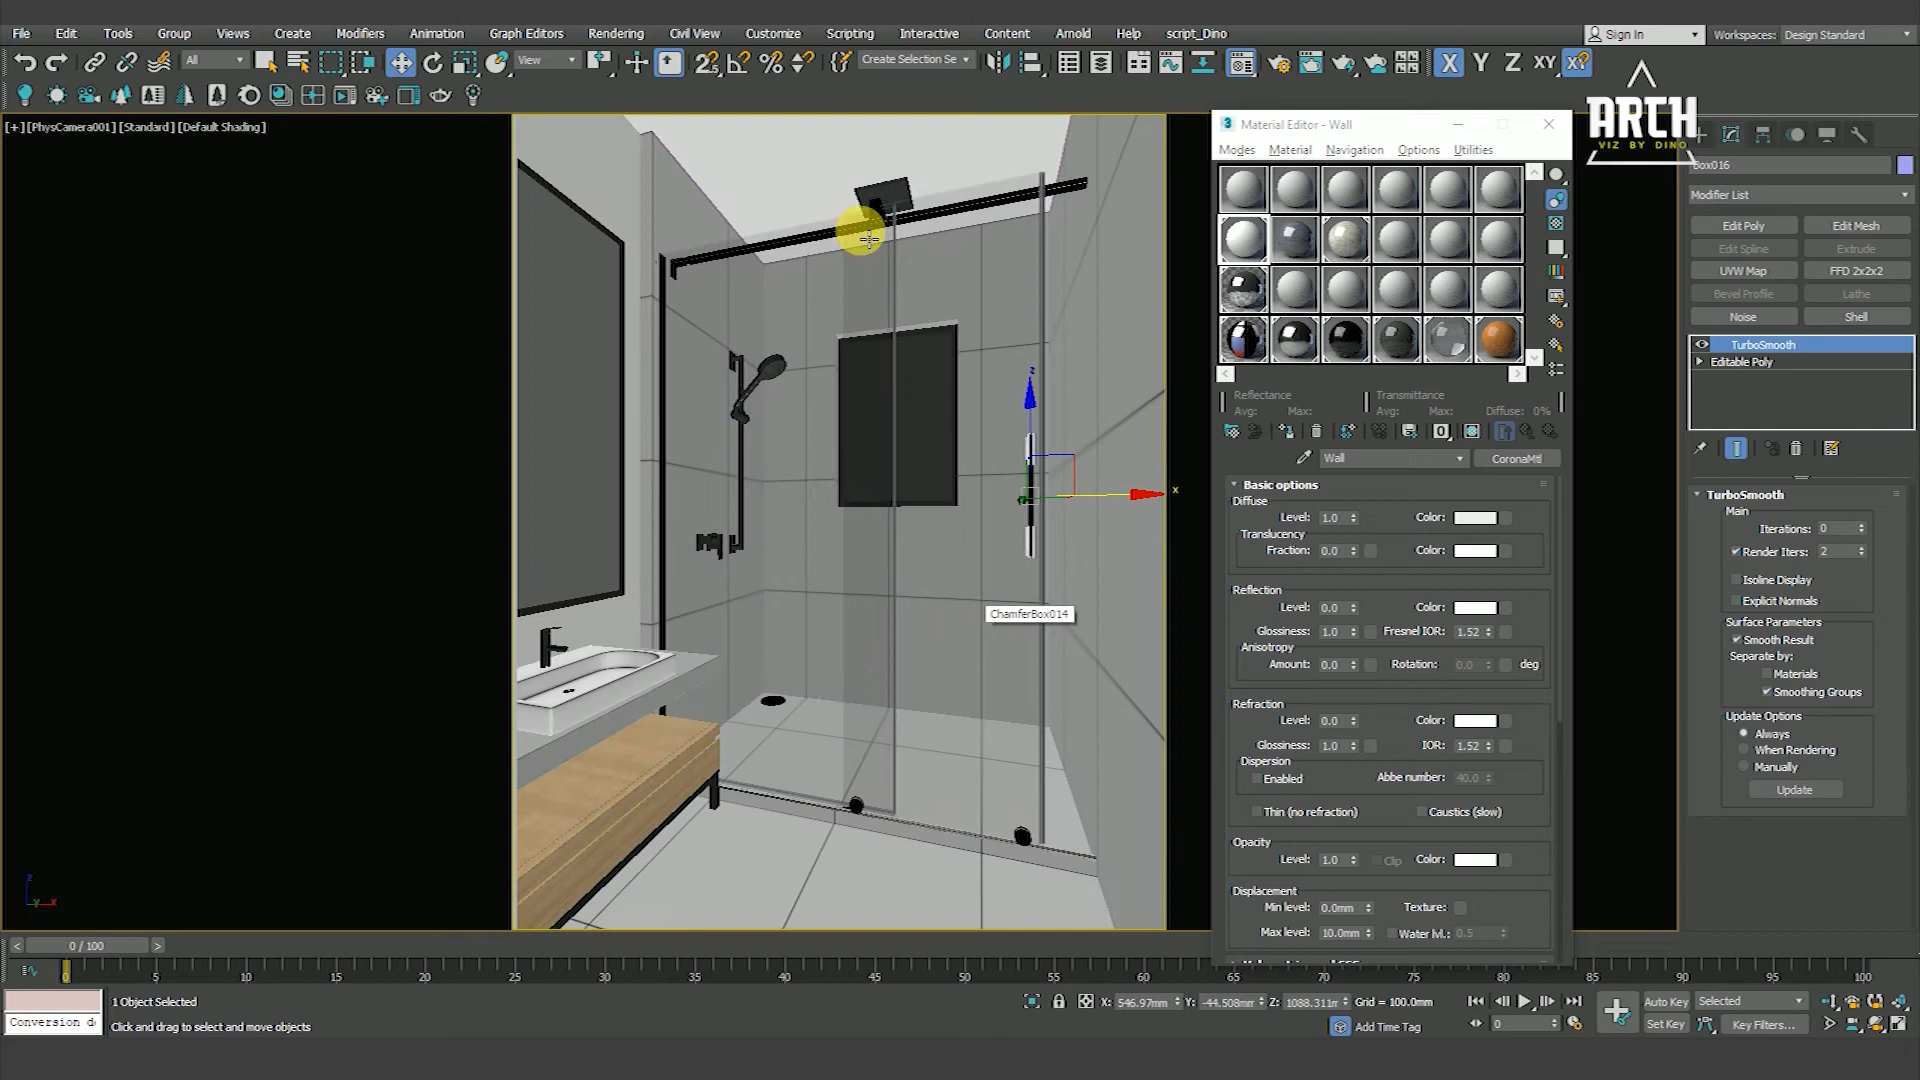 File Edit Tools Group Views Create Modifiers Animation Graph Editors Rendering Civil View Customize Scripting Interactive Content Arnold Help script_Dino
Sign In Workspaces: Design Standard
All View Create Selection Se X Y Z XY XY
ARCH
VIZ BY DINO
[+] [PhysCamera001] [Standard] [Default Shading]
3 Material Editor - Wall
Modes Material Navigation Options Utilities
Reflectance Transmittance
Avg: Max: Avg: Max: Diffuse: 0%
Wall CoronaMtl
Basic options
Diffuse
Level: 1.0 Color:
Translucency
Fraction: 0.0 Color:
Reflection
Level: 0.0 Color:
Glossiness: 1.0 Fresnel IOR: 1.52
Anisotropy
Amount: 0.0 Rotation: 0.0 deg
Refraction
Level: 0.0 Color:
Glossiness: 1.0 IOR: 1.52
Dispersion
Enabled Abbe number: 40.0
Thin (no refraction) Caustics (slow)
Opacity
Level: 1.0 Clip Color:
Displacement
Min level: 0.0mm Texture:
Max level: 10.0mm Water lvl.: 0.5
Box016
Modifier List
Edit Poly Edit Mesh
Edit Spline Extrude
UVW Map FFD 2x2x2
Bevel Profile Lathe
Noise Shell
TurboSmooth
Editable Poly
TurboSmooth
Main
Iterations: 0
Render Iters: 2
Isoline Display
Explicit Normals
Surface Parameters
Smooth Result
Separate by:
Materials
Smoothing Groups
Update Options
Always
When Rendering
Manually
Update
z
x
ChamferBox014
z
y x
0 / 100
0 5 10 15 20 25 30 35 40 45 50 55 65 70 75 80 85 90 95 100
1 Object Selected X: 546.97mm Y: -44.508mm Z: 1088.311m Grid = 100.0mm Auto Key Selected
Click and drag to select and move objects Add Time Tag 0 Set Key Key Filters...